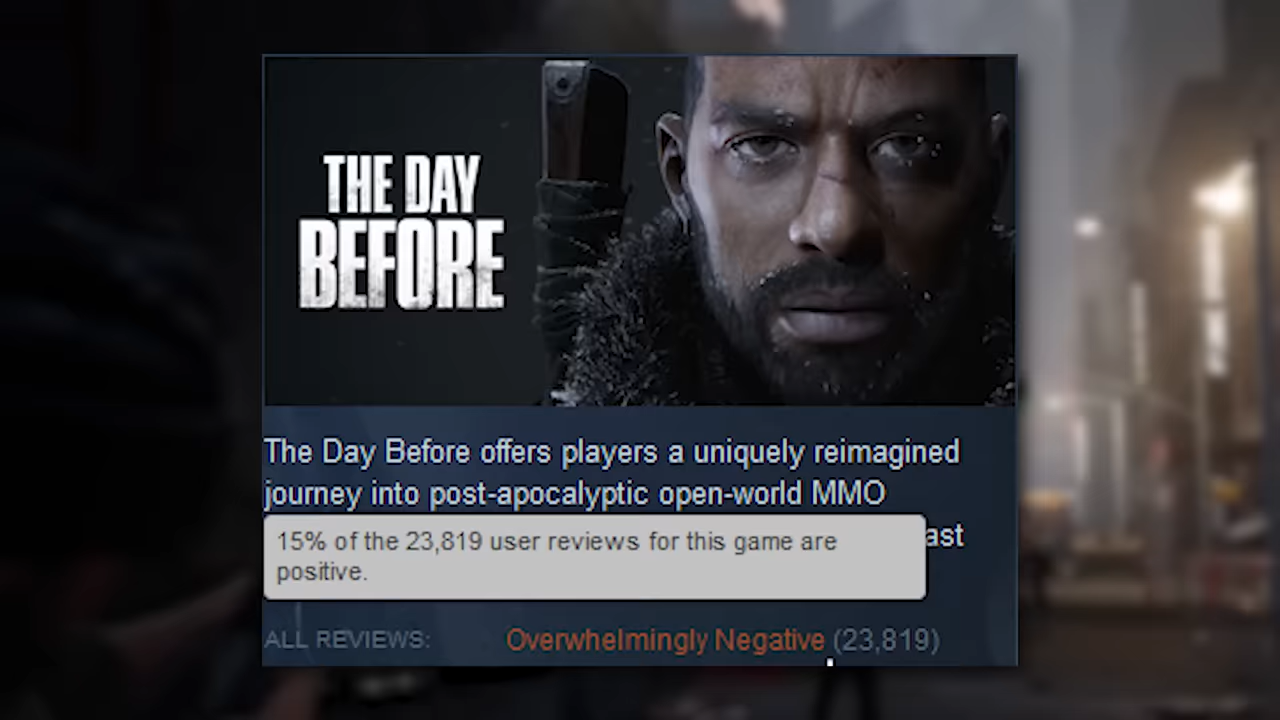 THE DAY
BEFORE
The Day Before offers players a uniquely reimagined
journey into post-apocalyptic open-world MMO
ast
15% of the 23,819 user reviews for this game are
positive.
ALL REVIEWS: Overwhelmingly Negative (23,819)